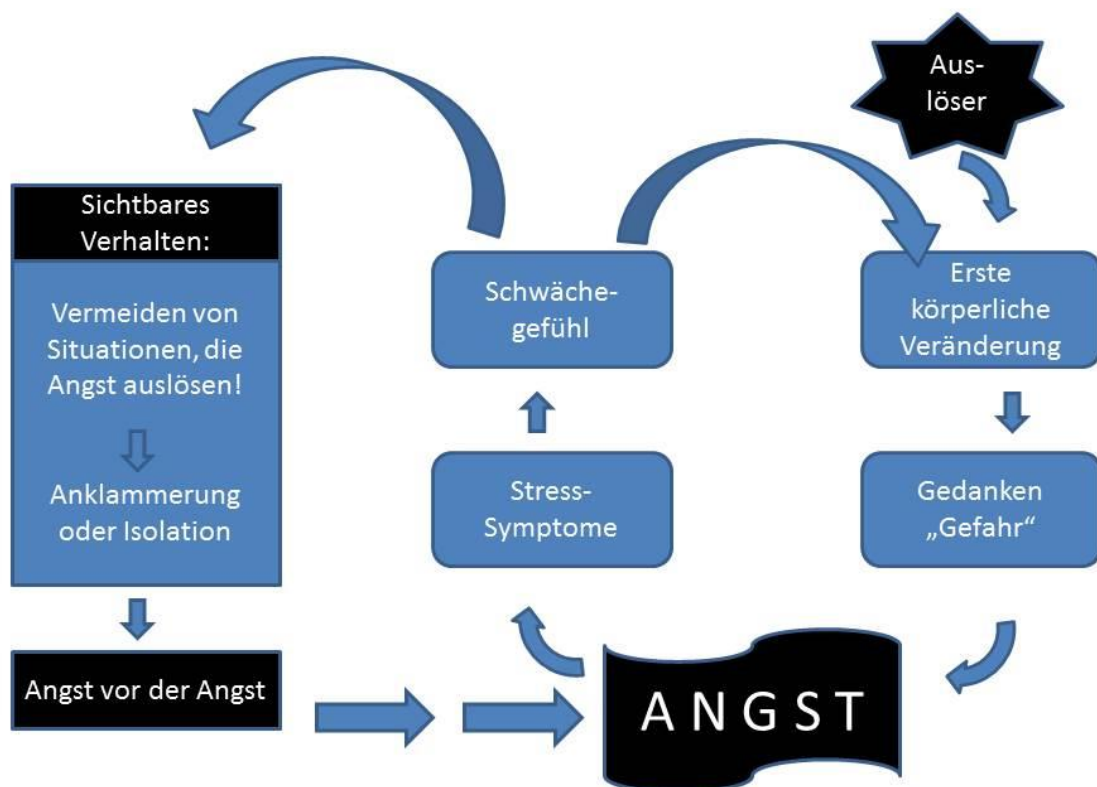 Aus-
löser
Sichtbares
Verhalten:
Vermeiden von
Situationen, die
Angst auslösen!
Anklammerung
oder Isolation
Angst vor der Angst
Schwäche-
gefühl
Stress-
Symptome
Erste
körperliche
Veränderung
Gedanken
„Gefahr“
A N G S T